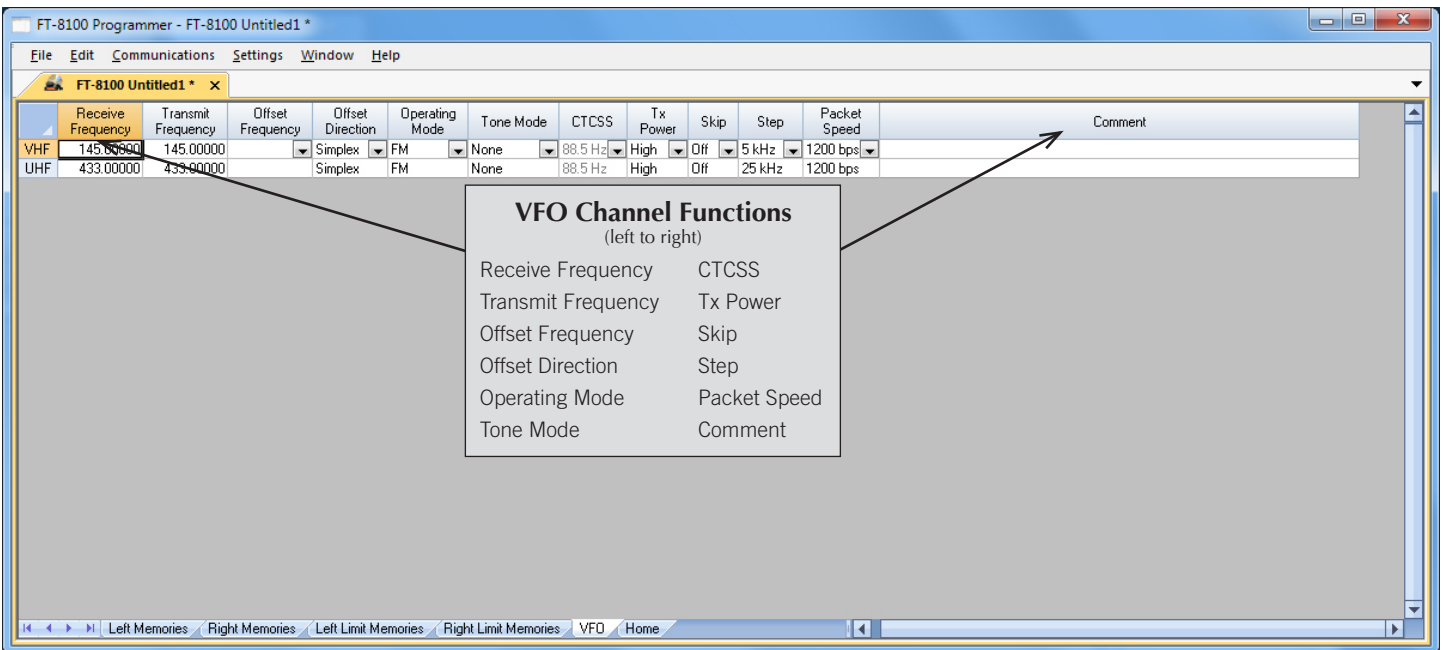 FT-8100 Programmer - FT-8100 Untitled1 *
File Edit Communications Settings Window Help
FT-8100 Untitled1 * X
Receive Frequency Transmit Frequency Offset Frequency Offset Direction Operating Mode Tone Mode CTCSS Tx Power Skip Step Packet Speed Comment
VHF 145.00000 145.00000 Simplex FM None 88.5 Hz High Off 5 kHz 1200 bps
UHF 433.00000 433.00000 Simplex FM None 88.5 Hz High Off 25 kHz 1200 bps
VFO Channel Functions
(left to right)
Receive Frequency CTCSS
Transmit Frequency Tx Power
Offset Frequency Skip
Offset Direction Step
Operating Mode Packet Speed
Tone Mode Comment
Left Memories Right Memories Left Limit Memories Right Limit Memories VFO Home